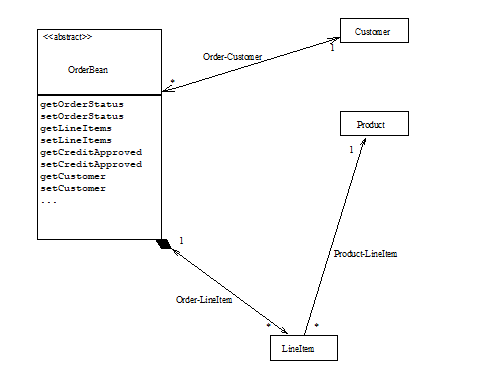 <<abstract>>
OrderBean
getOrderStatus
setOrderStatus
getLineItems
setLineItems
getCreditApproved
setCreditApproved
getCustomer
setCustomer
...
Customer
1
Order-Customer
*
Product
1
Product-LineItem
1
Order-LineItem
*
*
LineItem